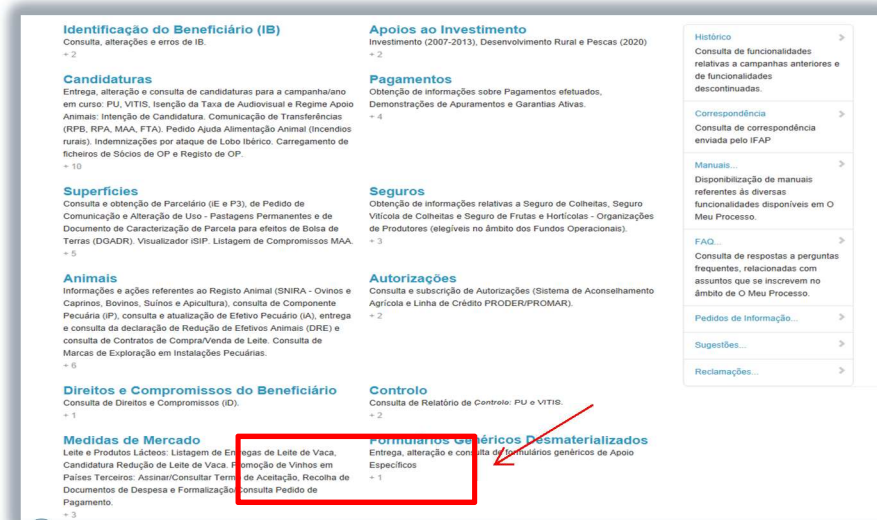 Identificação do Beneficiário (IB)
Consulta, alterações e erros de IB.
+ 2
Apoios ao Investimento
Investimento (2007-2013), Desenvolvimento Rural e Pescas (2020)
+ 2
Candidaturas
Entrega, alteração e consulta de candidaturas para a campanha/ano
em curso: PU, VITIS, Isenção da Taxa de Audiovisual e Regime Apoio
Animais: Intenção de Candidatura. Comunicação de Transferências
(RPB, RPA, MAA, FTA). Pedido Ajuda Alimentação Animal (Incendios
rurais). Indemnizações por ataque de Lobo Ibérico. Carregamento de
ficheiros de Sócios de OP e Registo de OP.
+ 10
Pagamentos
Obtenção de informações sobre Pagamentos efetuados,
Demonstrações de Apuramentos e Garantias Ativas.
+ 4
Superfícies
Consulta e obtenção de Parcelário (iE e P3), de Pedido de
Comunicação e Alteração de Uso - Pastagens Permanentes e de
Documento de Caracterização de Parcela para efeitos de Bolsa de
Terras (DGADR). Visualizador iSIP. Listagem de Compromissos MAA.
+ 5
Seguros
Obtenção de informações relativas a Seguro de Colheitas, Seguro
Vitícola de Colheitas e Seguro de Frutas e Hortícolas - Organizações
de Produtores (elegíveis no âmbito dos Fundos Operacionais).
+ 3
Animais
Informações e ações referentes ao Registo Animal (SNIRA - Ovinos e
Caprinos, Bovinos, Suínos e Apicultura), consulta de Componente
Pecuária (iP), consulta e atualização de Efetivo Pecuário (iA), entrega
e consulta da declaração de Redução de Efetivos Animais (DRE) e
consulta de Contratos de Compra/Venda de Leite. Consulta de
Marcas de Exploração em Instalações Pecuárias.
+ 6
Autorizações
Consulta e subscrição de Autorizações (Sistema de Aconselhamento
Agrícola e Linha de Crédito PRODER/PROMAR).
+ 2
Direitos e Compromissos do Beneficiário
Consulta de Direitos e Compromissos (iD).
+ 1
Controlo
Consulta de Relatório de Controlo: PU e VITIS.
+ 2
Medidas de Mercado
Leite e Produtos Lácteos: Listagem de Entregas de Leite de Vaca,
Candidatura Redução de Leite de Vaca. Promoção de Vinhos em
Países Terceiros: Assinar/Consultar Termo de Aceitação, Recolha de
Documentos de Despesa e Formalização/Consulta Pedido de
Pagamento.
+ 3
Formulários Genéricos Desmaterializados
Entrega, alteração e consulta de formulários genéricos de Apoio
Específicos
+ 1
Histórico
Consulta de funcionalidades
relativas a campanhas anteriores e
de funcionalidades
descontinuadas.
Correspondência
Consulta de correspondência
enviada pelo IFAP
Manuais...
Disponibilização de manuais
referentes ás diversas
funcionalidades disponíveis em O
Meu Processo.
FAQ...
Consulta de respostas a perguntas
frequentes, relacionadas com
assuntos que se inscrevem no
âmbito de O Meu Processo.
Pedidos de Informação...
Sugestões...
Reclamações...